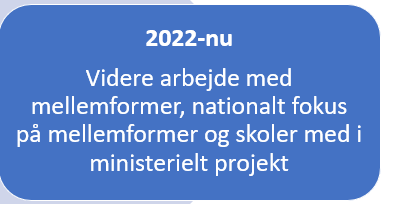 2022-nu
Videre arbejde med
mellemformer, nationalt fokus
på mellemformer og skoler med i
ministerielt projekt